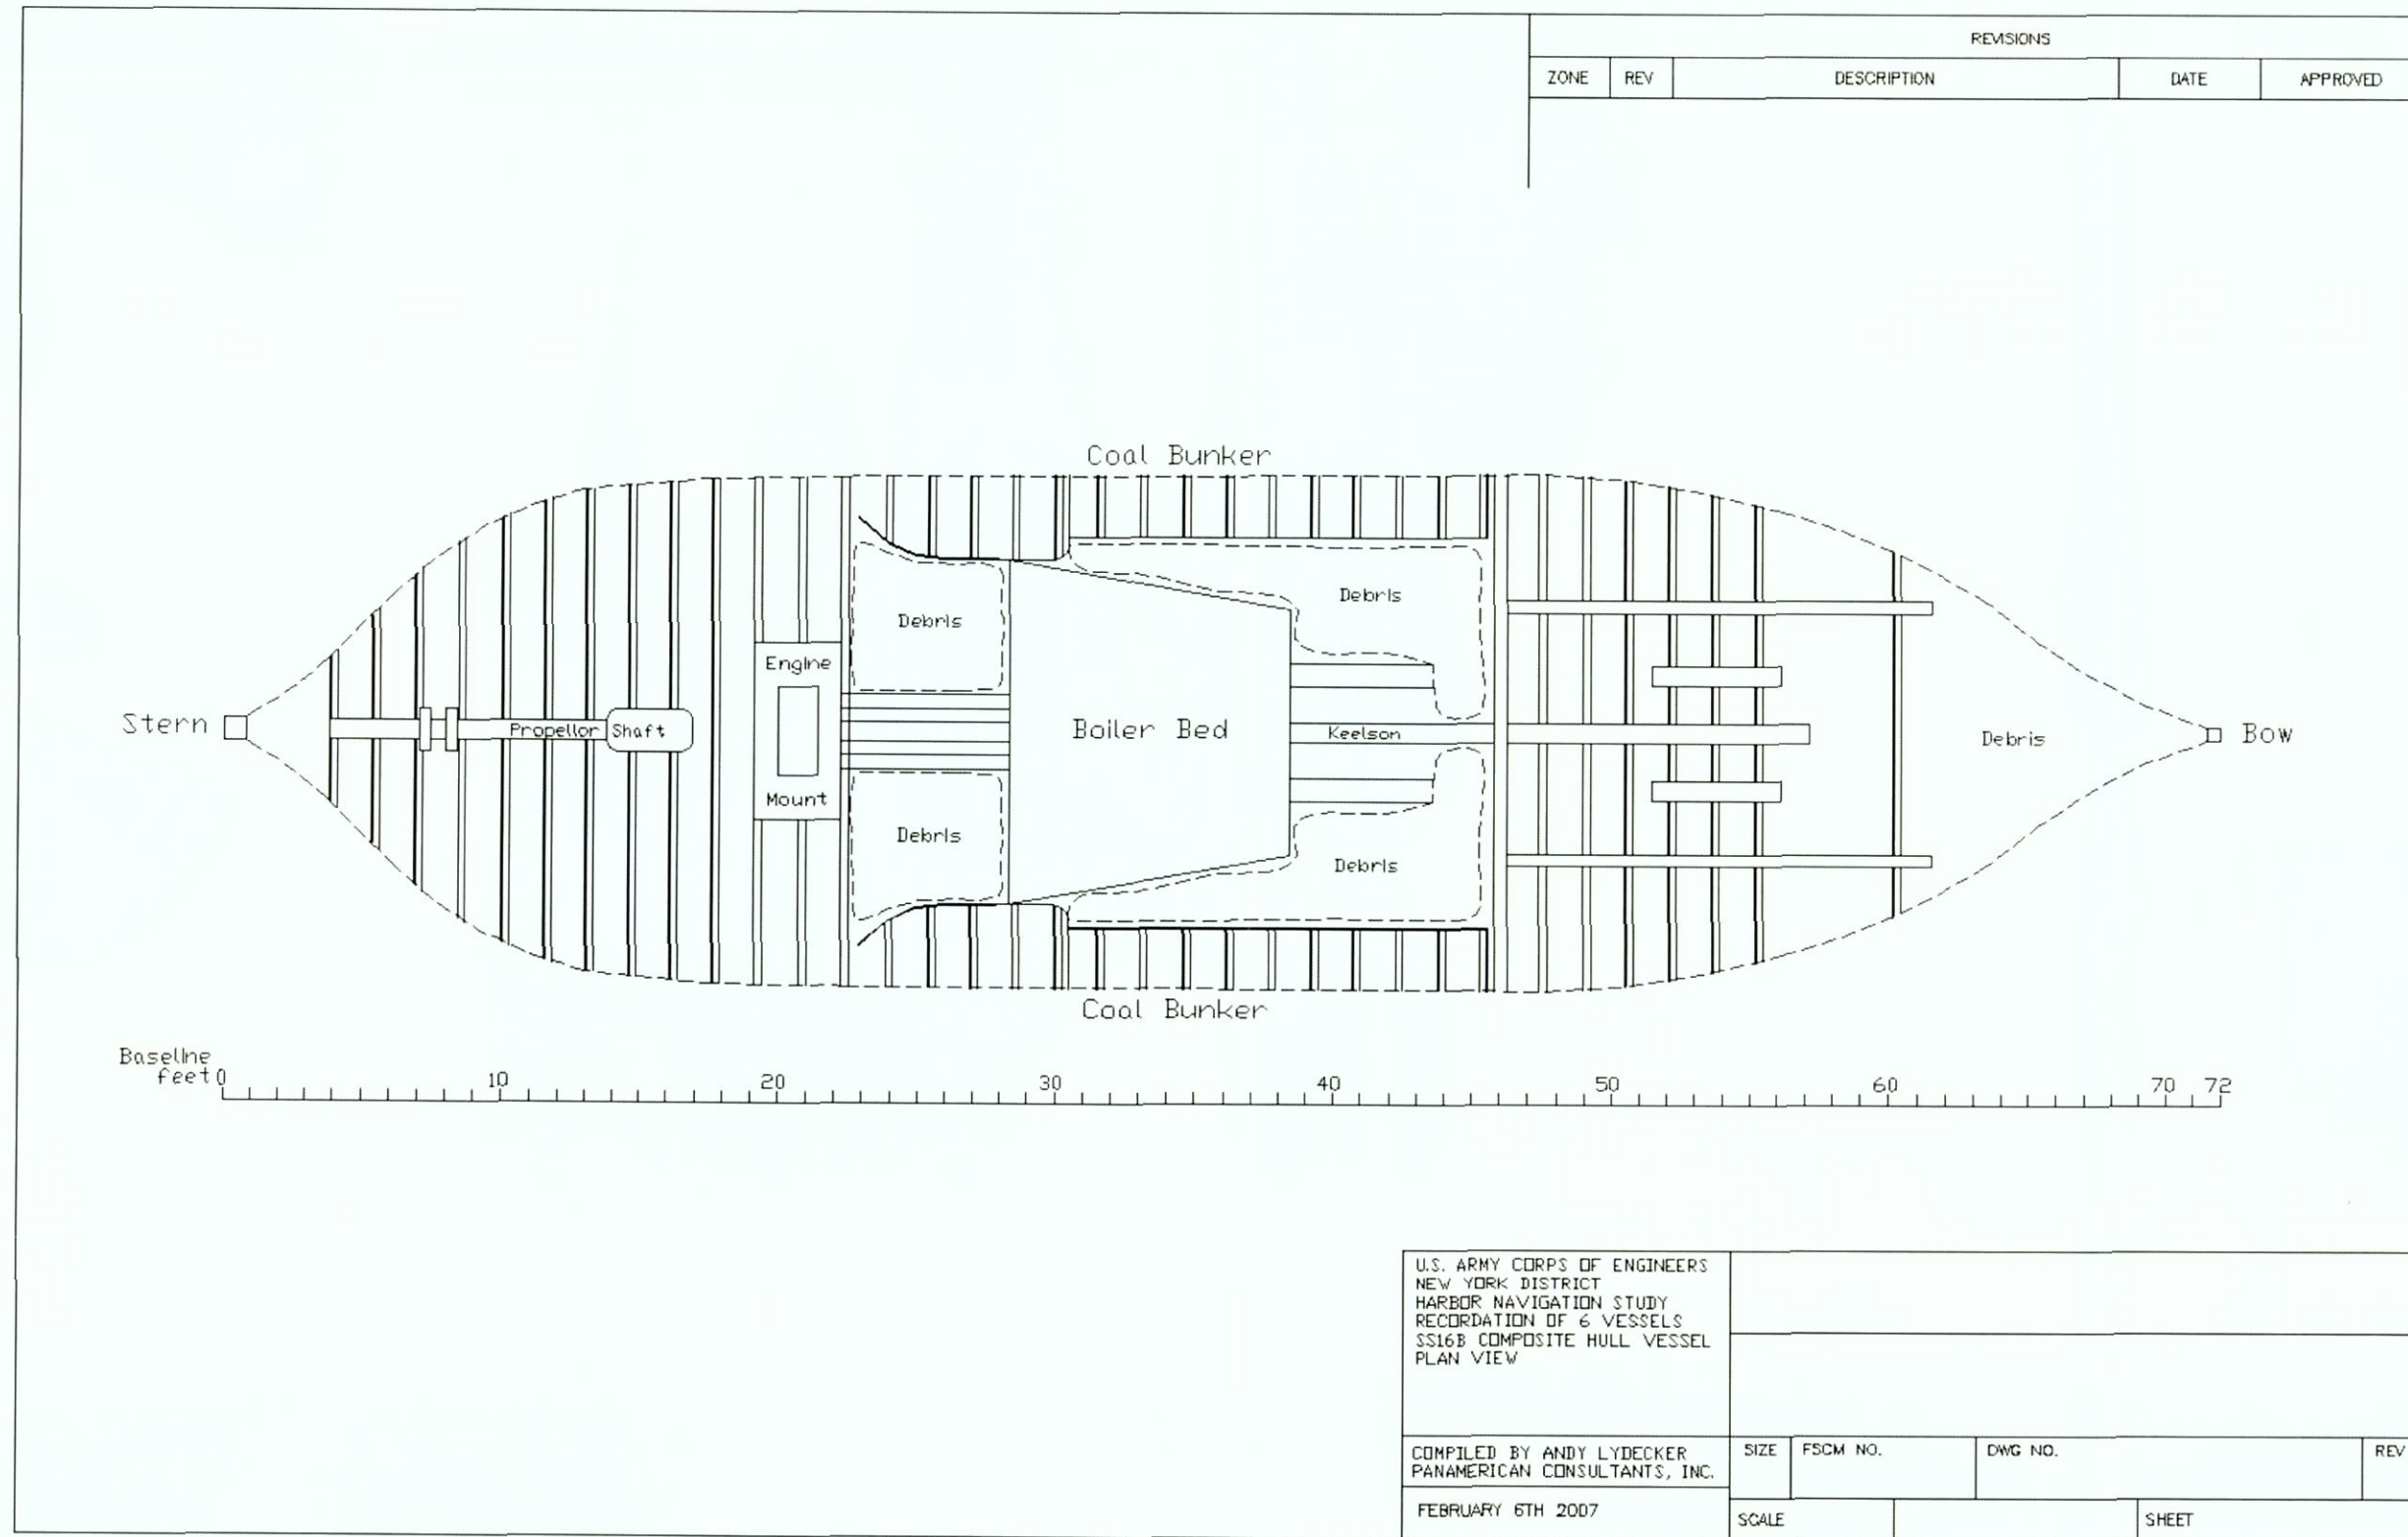 REVISIONS
ZONE REV DESCRIPTION DATE APPROVED
Coal Bunker
Debris
Debris
Engine
Stern
Propellor Shaft
Boiler Bed
Keelson
Debris
Bow
Mount
Debris
Debris
Coal Bunker
Baseline
feet 0 10 20 30 40 50 60 70 72
U.S. ARMY CORPS OF ENGINEERS
NEW YORK DISTRICT
HARBOR NAVIGATION STUDY
RECORDATION OF 6 VESSELS
SS16B COMPOSITE HULL VESSEL
PLAN VIEW
COMPILED BY ANDY LYDECKER
PANAMERICAN CONSULTANTS, INC.
SIZE FSCM NO. DWG NO. REV
FEBRUARY 6TH 2007
SCALE SHEET